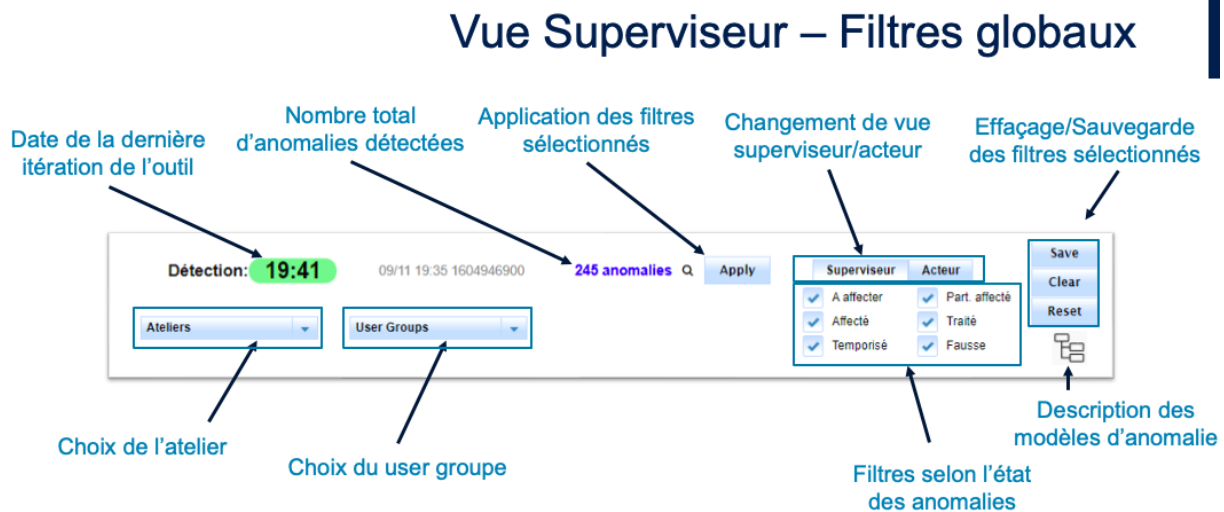 Vue Superviseur – Filtres globaux
Date de la dernière
itération de l'outil
Nombre total
d'anomalies détectées
Application des filtres
sélectionnés
Changement de vue
superviseur/acteur
Effaçage/Sauvegarde
des filtres sélectionnés
Détection: 19:41 09/11 19:35 1604946900 245 anomalies Apply Superviseur Acteur Save
A affecter Part. affecté Clear
Ateliers User Groups Affecté Traité Reset
Temporisé Fausse
Choix de l'atelier
Choix du user groupe
Filtres selon l'état
des anomalies
Description des
modèles d'anomalie